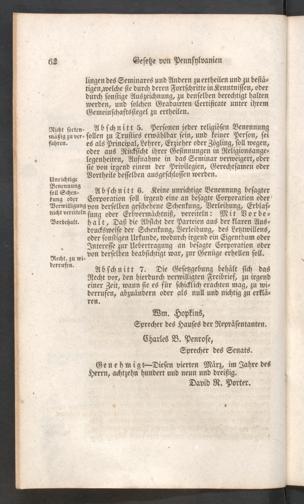 62 Gesetze von Pennsylvanien
lingen des Seminares und Andern zu ertheilen und zu bestä-
tigen, welche sie durch deren Fortschritte in Kenntnissen, oder
durch sonstige Auszeichnung, zu denselben berechtigt halten
werden, und solchen Graduirten Certificate unter ihrem
Gemeinschaftssiegel zu ertheilen.
Nicht sekten-
mäßig zu ver-
fahren.
Abschnitt 5. Personen jeder religiösen Benennung
sollen zu Trusties erwählbar sein, und keiner Person, sei
es als Principal, Lehrer, Erzieher oder Zögling, soll wegen,
oder aus Rücksicht ihrer Gesinnungen in Religionsange-
legenheiten, Aufnahme in das Seminar verweigert, oder
sie von irgend einem der Privilegien, Gerechtsamen oder
Vortheile desselben ausgeschlossen werden.
Unrichtige
Benennung
soll Schen-
kung oder
Verwilligung
nicht vereiteln
Vorbehalt.
Abschnitt 6. Keine unrichtige Benennung besagter
Corporation soll irgend eine an besagte Corporation oder
von derselben geschehene Schenkung, Verleihung, Erblas-
sung oder Erbvermächtniß, vereiteln: Mit Vorbe-
halt, Das die Absicht der Parteien aus der klaren Aus-
drucksweise der Schenkung, Verleihung, des Letztwillens,
oder sonstigen Urkunde, wodurch irgend ein Eigenthum oder
Interesse zur Uebertragung an besagte Corporation oder
von derselben beabsichtigt war, zur Genüge erhellen soll.
Recht, zu wi-
derrufen.
Abschnitt 7. Die Gesetzgebung behält sich das
Recht vor, den hierdurch verwilligten Freibrief, zu irgend
einer Zeit, wann sie es für schicklich erachten mag, zu wi-
derrufen, abzuändern oder als null und nichtig zu erklä-
ren.
Wm. Hopkins,
Sprecher des Hauses der Repräsentanten.
Charles B. Penrose,
Sprecher des Senats.
Genehmigt—Diesen vierten März, im Jahre des
Herrn, achtzehn hundert und neun und dreißig.
David R. Porter.